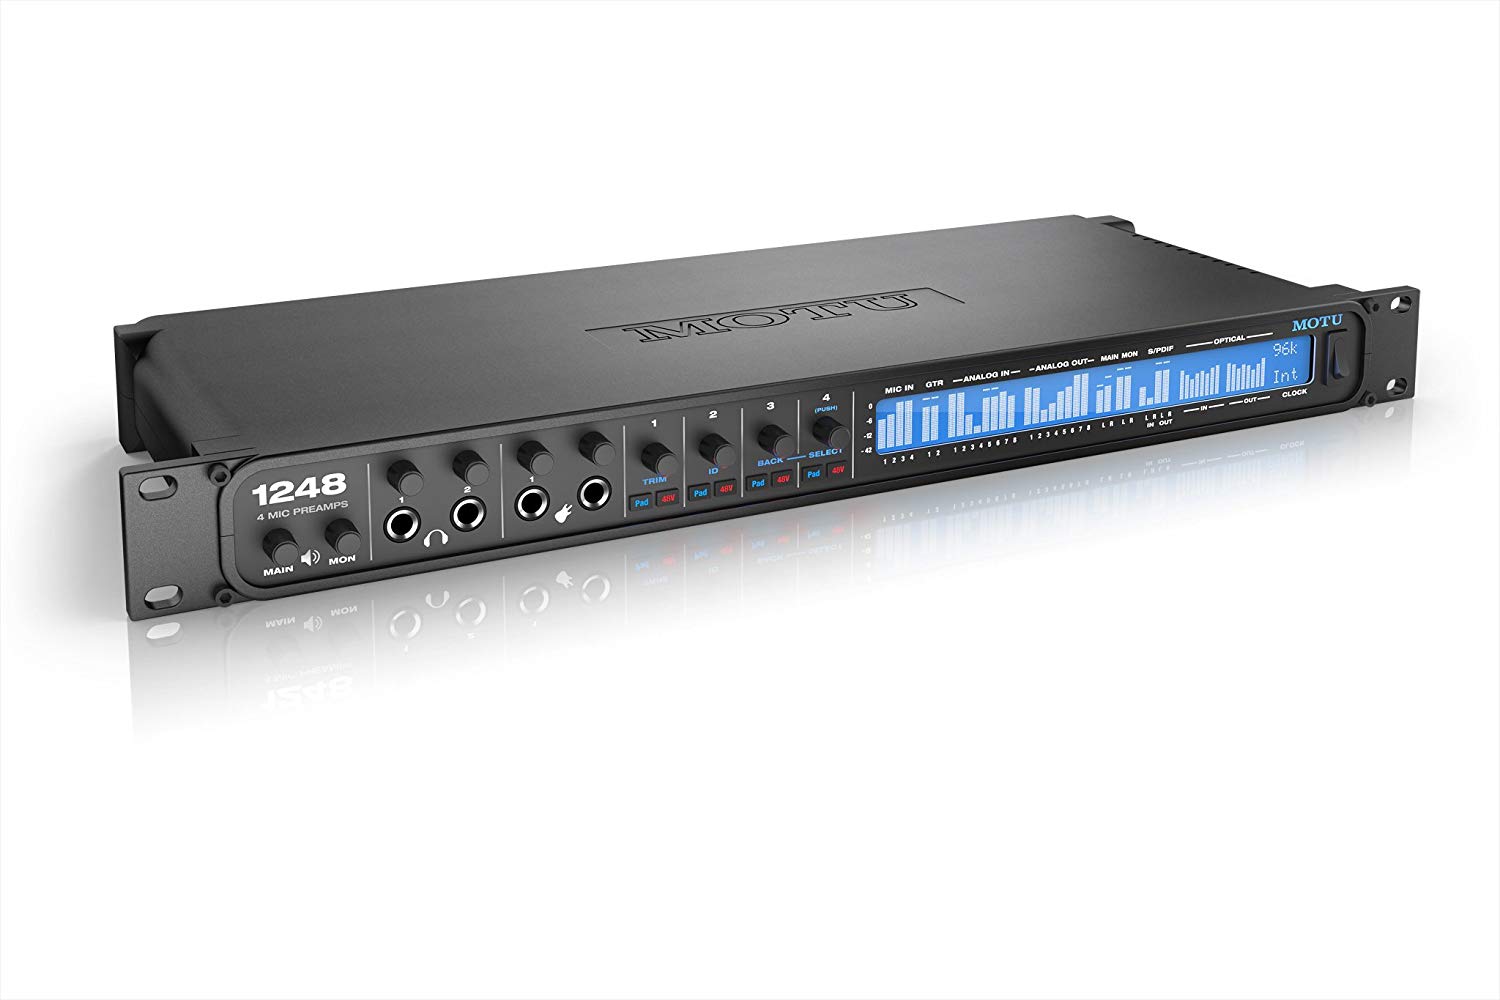 MOTU
1248
4 MIC PREAMPS
MAIN
MON
1
2
1
1
TRIM
Pad
48V
2
ID
Pad
48V
3
BACK
Pad
48V
4
(PUSH)
SELECT
Pad
48V
MIC IN
GTR
ANALOG IN
ANALOG OUT
MAIN MON
S/PDIF
OPTICAL
MOTU
0
-6
-12
-42
1 2 3 4
1 2
1 2 3 4 5 6 7 8
1 2 3 4 5 6 7 8
L R L R
L R L R
IN OUT
IN
OUT
96k
Int
CLOCK